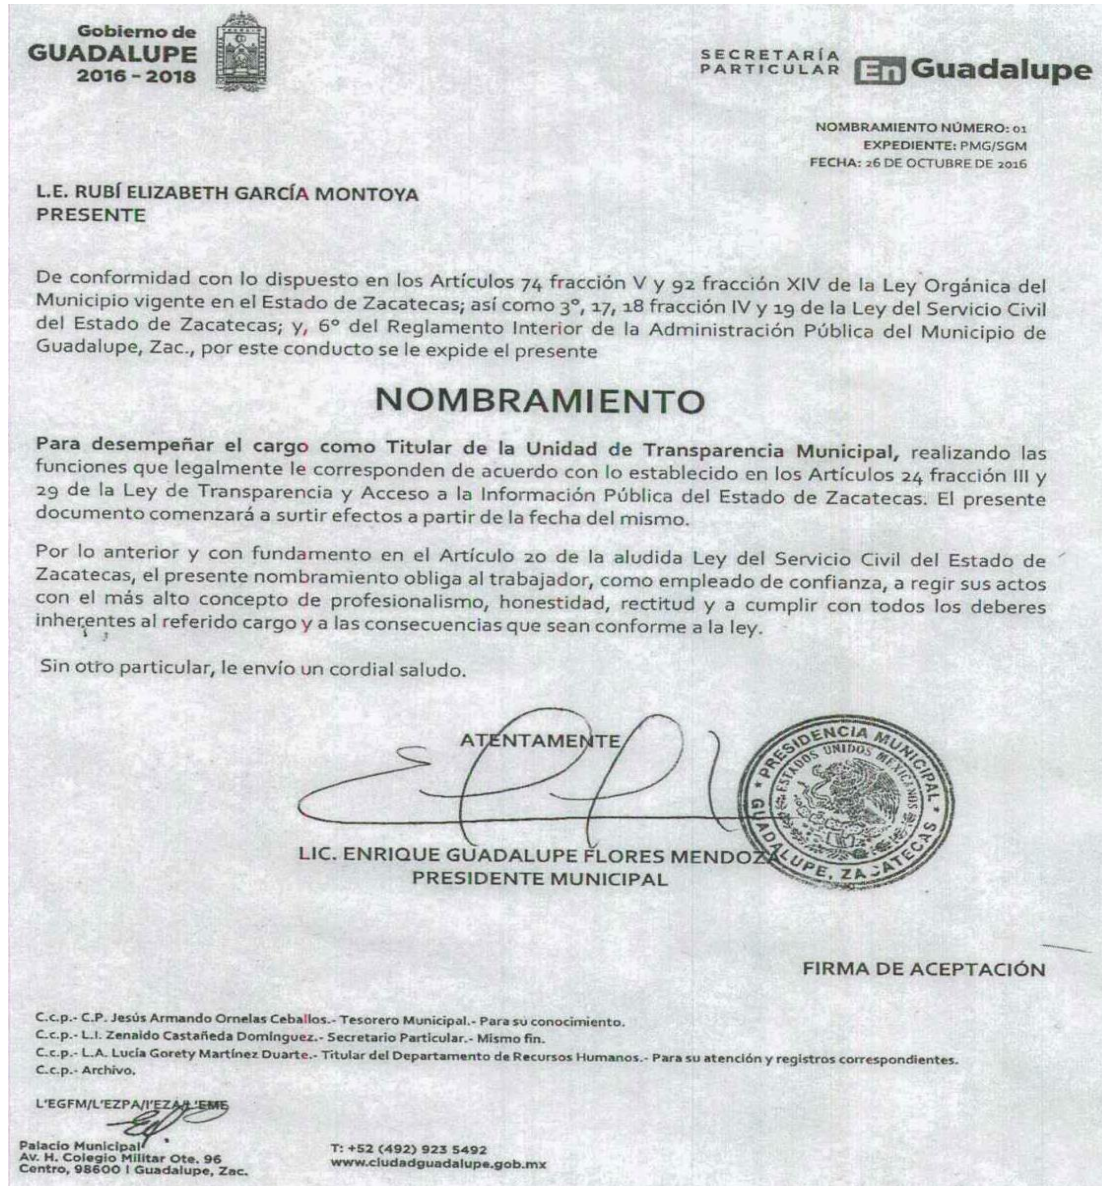 Gobierno de
GUADALUPE
2016 - 2018
SECRETARÍA
PARTICULAR
En Guadalupe
NOMBRAMIENTO NÚMERO: 01
EXPEDIENTE: PMG/SGM
FECHA: 26 DE OCTUBRE DE 2016
L.E. RUBÍ ELIZABETH GARCÍA MONTOYA
PRESENTE
De conformidad con lo dispuesto en los Artículos 74 fracción V y 92 fracción XIV de la Ley Orgánica del
Municipio vigente en el Estado de Zacatecas; así como 3°, 17, 18 fracción IV y 19 de la Ley del Servicio Civil
del Estado de Zacatecas; y, 6° del Reglamento Interior de la Administración Pública del Municipio de
Guadalupe, Zac., por este conducto se le expide el presente
NOMBRAMIENTO
Para desempeñar el cargo como Titular de la Unidad de Transparencia Municipal, realizando las
funciones que legalmente le corresponden de acuerdo con lo establecido en los Artículos 24 fracción III y
29 de la Ley de Transparencia y Acceso a la Información Pública del Estado de Zacatecas. El presente
documento comenzará a surtir efectos a partir de la fecha del mismo.
Por lo anterior y con fundamento en el Artículo 20 de la aludida Ley del Servicio Civil del Estado de
Zacatecas, el presente nombramiento obliga al trabajador, como empleado de confianza, a regir sus actos
con el más alto concepto de profesionalismo, honestidad, rectitud y a cumplir con todos los deberes
inherentes al referido cargo y a las consecuencias que sean conforme a la ley.
Sin otro particular, le envío un cordial saludo.
ATENTAMENTE
LIC. ENRIQUE GUADALUPE FLORES MENDOZA
PRESIDENTE MUNICIPAL
* PRESIDENCIA MUNICIPAL *
ESTADOS UNIDOS MEXICANOS
GUADALUPE, ZACATECAS
FIRMA DE ACEPTACIÓN
C.c.p.- C.P. Jesús Armando Ornelas Ceballos.- Tesorero Municipal.- Para su conocimiento.
C.c.p.- L.I. Zenaido Castañeda Domínguez.- Secretario Particular.- Mismo fin.
C.c.p.- L.A. Lucía Gorety Martínez Duarte.- Titular del Departamento de Recursos Humanos.- Para su atención y registros correspondientes.
C.c.p.- Archivo.
Palacio Municipal
Av. H. Colegio Militar Ote. 96
Centro, 98600 | Guadalupe, Zac.
T: +52 (492) 923 5492
www.ciudadguadalupe.gob.mx